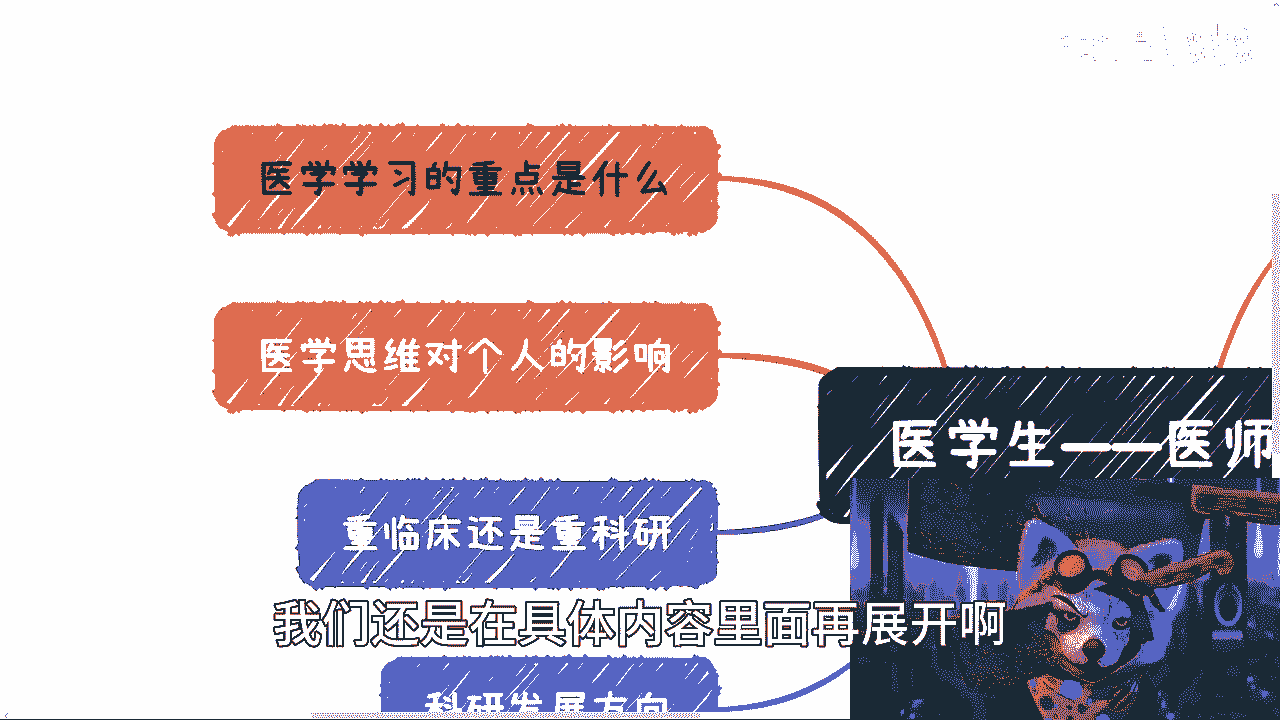 医学学习的重点是什么
医学思维对个人的影响
医学生——医师
重临床还是重科研
我们还是在具体内容里面再展开啊
科研发展方向